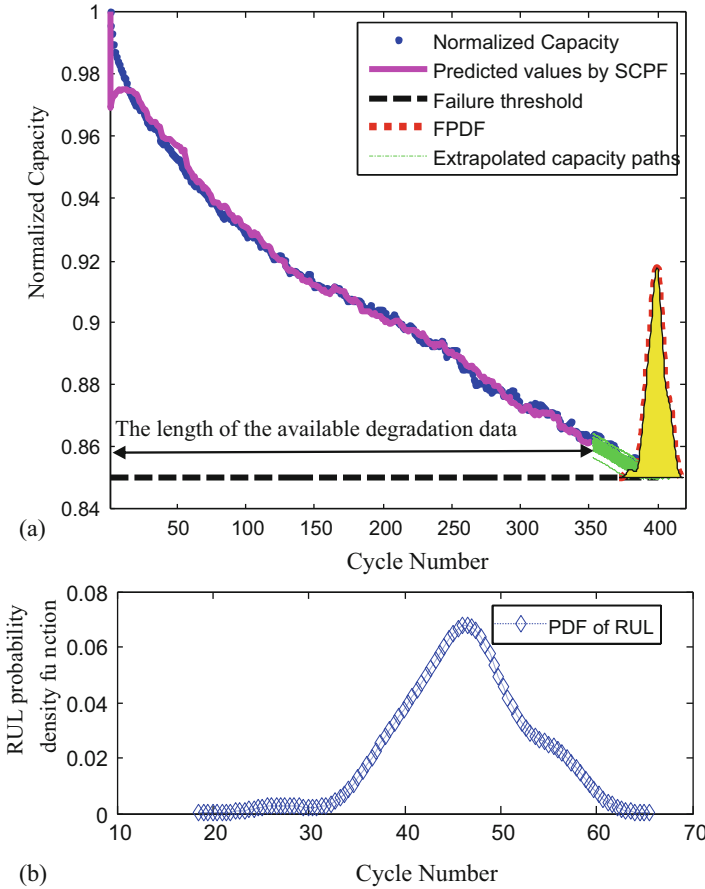 1
0.98
0.96
0.94
0.92
0.9
0.88
0.86
0.84
Normalized Capacity
Normalized Capacity
Predicted values by SCPF
Failure threshold
FPDF
Extrapolated capacity paths
The length of the available degradation data
50 100 150 200 250 300 350 400
(a)
Cycle Number
0.08
0.06
0.04
0.02
0
RUL probability
density fu nction
PDF of RUL
10 20 30 40 50 60 70
(b)
Cycle Number